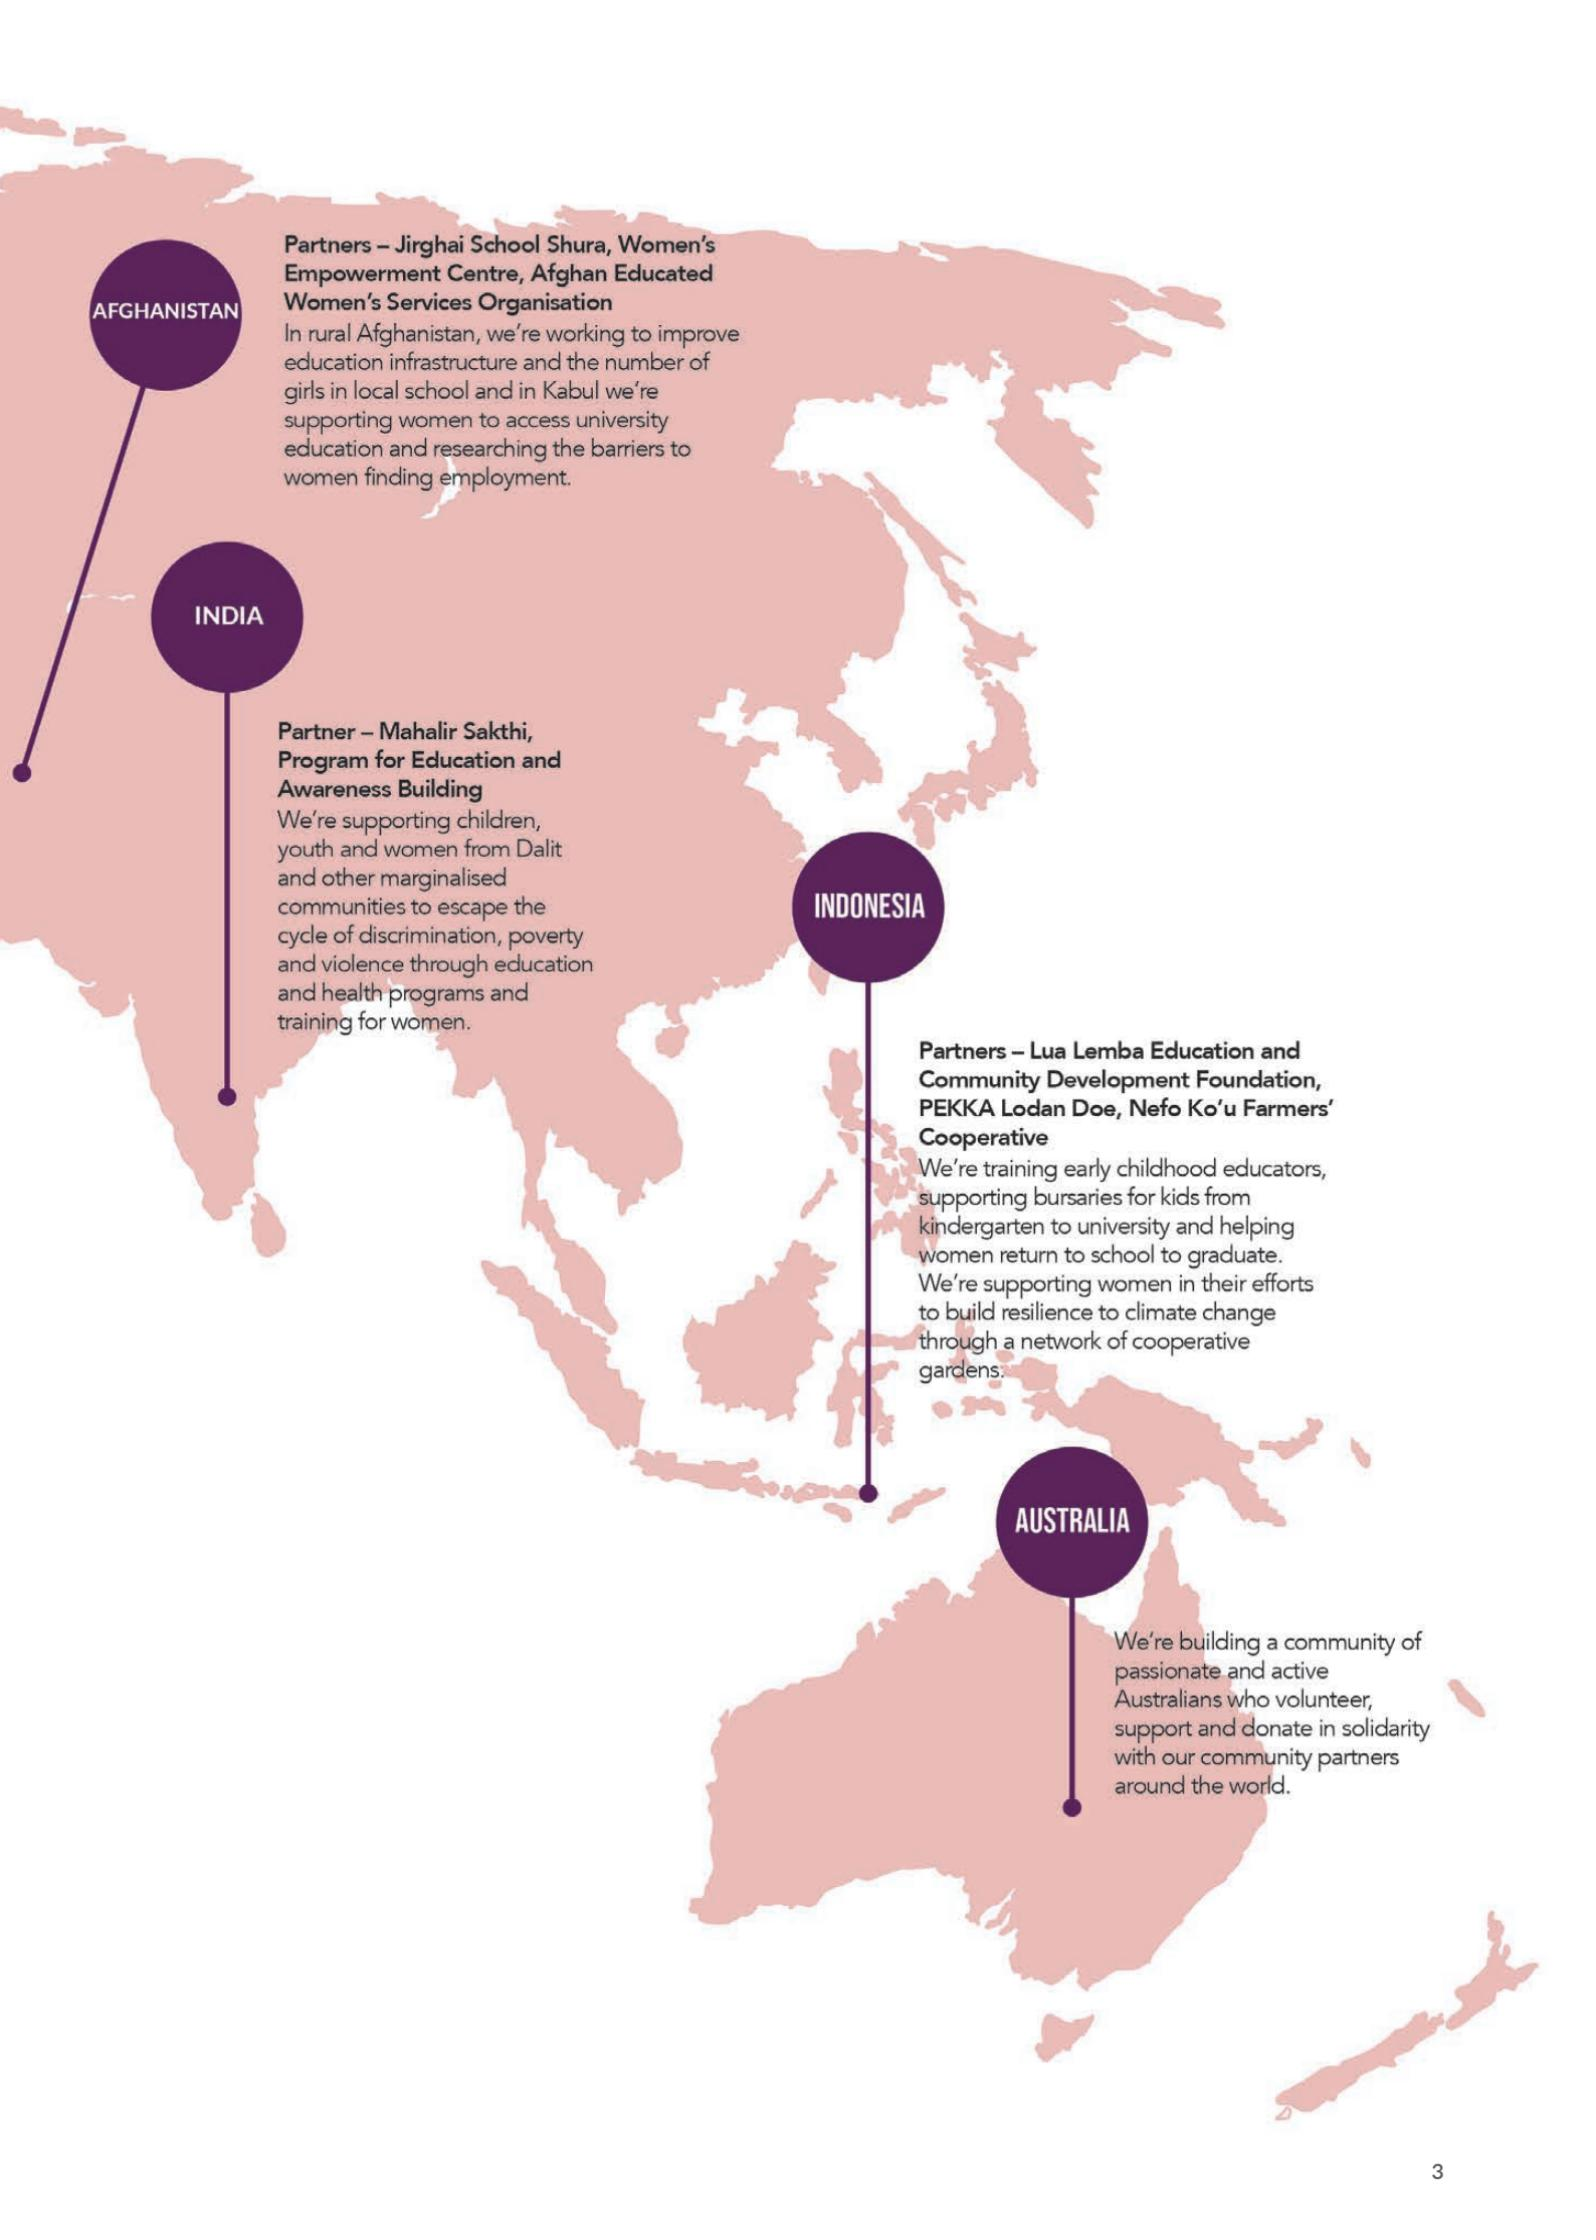 AFGHANISTAN
Partners – Jirghai School Shura, Women's
Empowerment Centre, Afghan Educated
Women's Services Organisation
In rural Afghanistan, we're working to improve
education infrastructure and the number of
girls in local school and in Kabul we're
supporting women to access university
education and researching the barriers to
women finding employment.
INDIA
Partner – Mahalir Sakthi,
Program for Education and
Awareness Building
We're supporting children,
youth and women from Dalit
and other marginalised
communities to escape the
cycle of discrimination, poverty
and violence through education
and health programs and
training for women.
INDONESIA
Partners – Lua Lemba Education and
Community Development Foundation,
PEKKA Lodan Doe, Nefo Ko'u Farmers'
Cooperative
We're training early childhood educators,
supporting bursaries for kids from
kindergarten to university and helping
women return to school to graduate.
We're supporting women in their efforts
to build resilience to climate change
through a network of cooperative
gardens.
AUSTRALIA
We're building a community of
passionate and active
Australians who volunteer,
support and donate in solidarity
with our community partners
around the world.
3